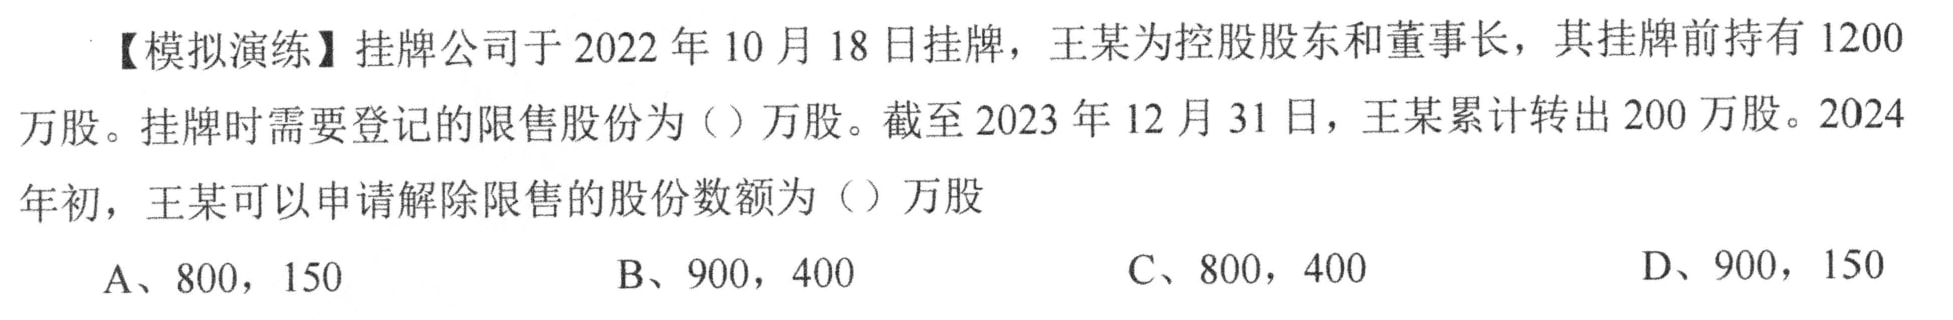 【模拟演练】挂牌公司于 2022 年 10 月 18 日挂牌，王某为控股股东和董事长，其挂牌前持有 1200
万股。挂牌时需要登记的限售股份为（）万股。截至 2023 年 12 月 31 日，王某累计转出 200 万股。2024
年初，王某可以申请解除限售的股份数额为（）万股
A、800，150 B、900，400 C、800，400 D、900，150